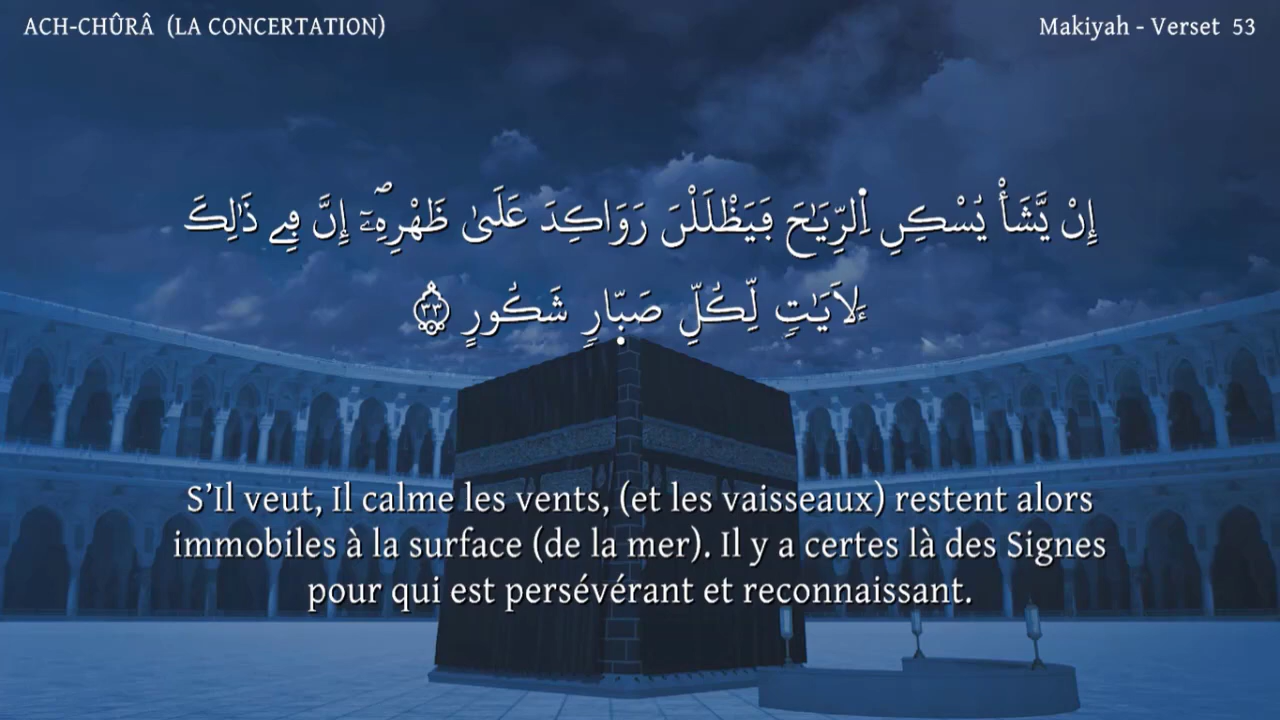 ACH-CHÛRÂ (LA CONCERTATION)
Makiyah - Verset 53
إِنْ يَّشَأْ يُسْكِنِ اِ۬لرِّيَٰحَ فَيَظْلَلْنَ رَوَاكِدَ عَلَىٰ ظَهْرِهِۦٓۖ إِنَّ فِے ذَٰلِكَ
ءَلَايَٰتٖ لِّكُلِّ صَبّ۪ارٖ شَكُورٍ ٣٣
S’Il veut, Il calme les vents, (et les vaisseaux) restent alors
immobiles à la surface (de la mer). Il y a certes là des Signes
pour qui est persévérant et reconnaissant.